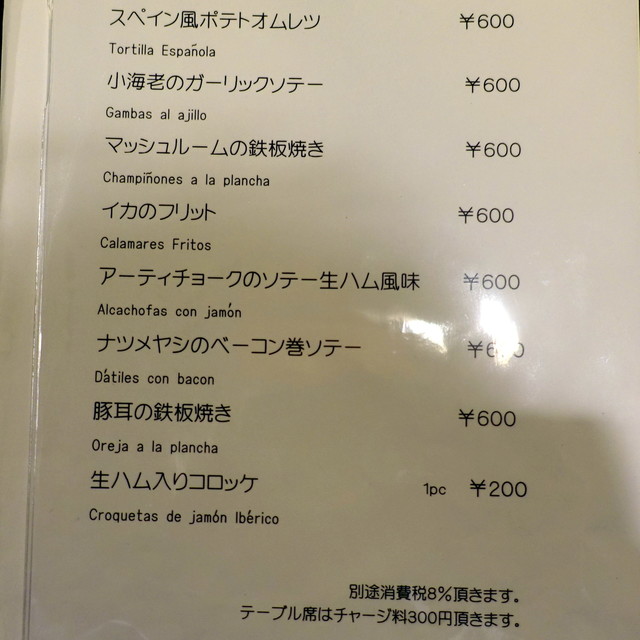 スペイン風ポテトオムレツ ￥600
Tortilla Española
小海老のガーリックソテー ￥600
Gambas al ajillo
マッシュルームの鉄板焼き ￥600
Champiñones a la plancha
イカのフリット ￥600
Calamares Fritos
アーティチョークのソテー生ハム風味 ￥600
Alcachofas con jamón
ナツメヤシのベーコン巻ソテー
Dátiles con bacon
豚耳の鉄板焼き ￥600
Oreja a la plancha
生ハム入りコロッケ 1pc ￥200
Croquetas de jamón Ibérico
別途消費税8%頂きます。
テーブル席はチャージ料300円頂きます。